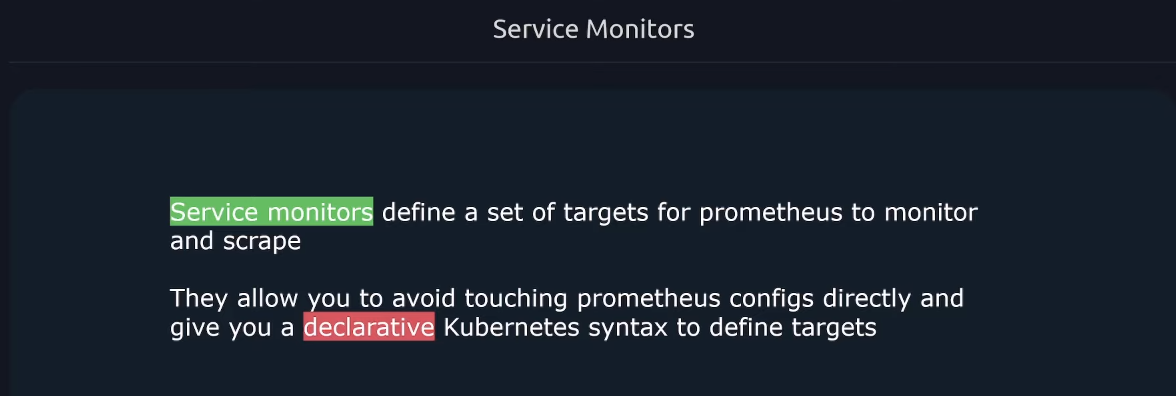 Service Monitors
Service monitors define a set of targets for prometheus to monitor
and scrape
They allow you to avoid touching prometheus configs directly and
give you a declarative Kubernetes syntax to define targets